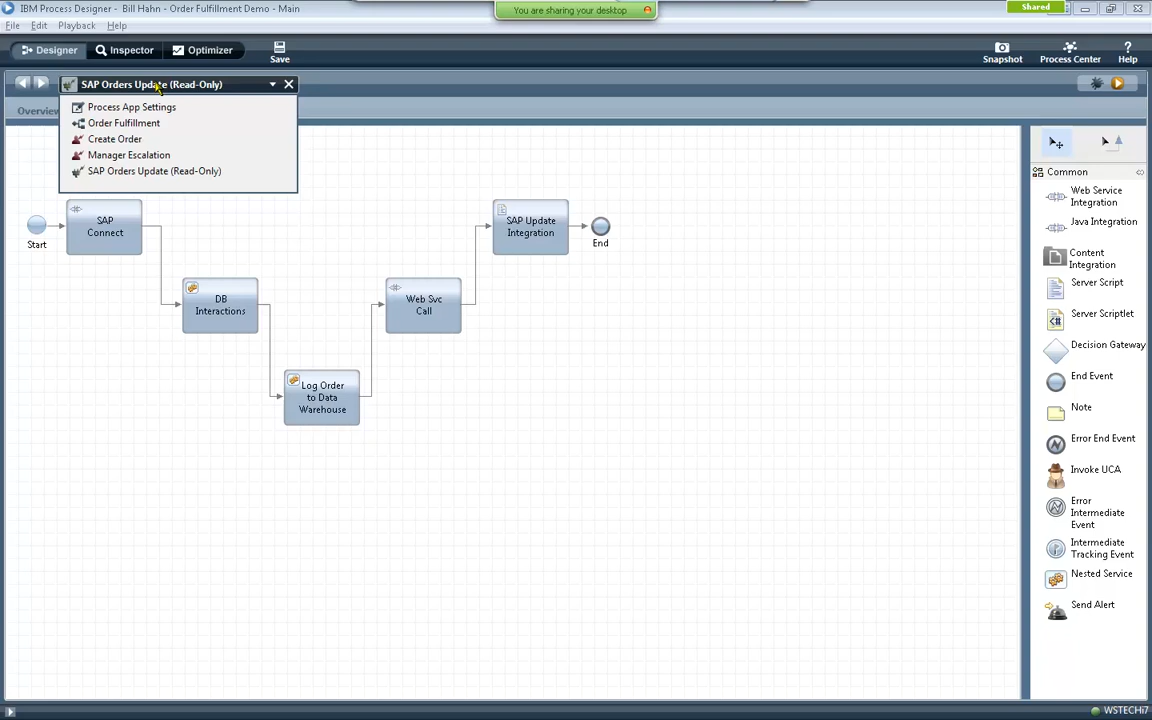 IBM Process Designer - Bill Hahn - Order Fulfillment Demo - Main
You are sharing your desktop
Shared
File Edit Playback Help
Designer Inspector Optimizer
Save
Snapshot Process Center Help
SAP Orders Update (Read-Only)
Overview
Process App Settings
Order Fulfillment
Create Order
Manager Escalation
SAP Orders Update (Read-Only)
Start
SAP
Connect
DB
Interactions
Log Order
to Data
Warehouse
Web Svc
Call
SAP Update
Integration
End
Common
Web Service
Integration
Java Integration
Content
Integration
Server Script
Server Scriptlet
Decision Gateway
End Event
Note
Error End Event
Invoke UCA
Error
Intermediate
Event
Intermediate
Tracking Event
Nested Service
Send Alert
WSTECHi7